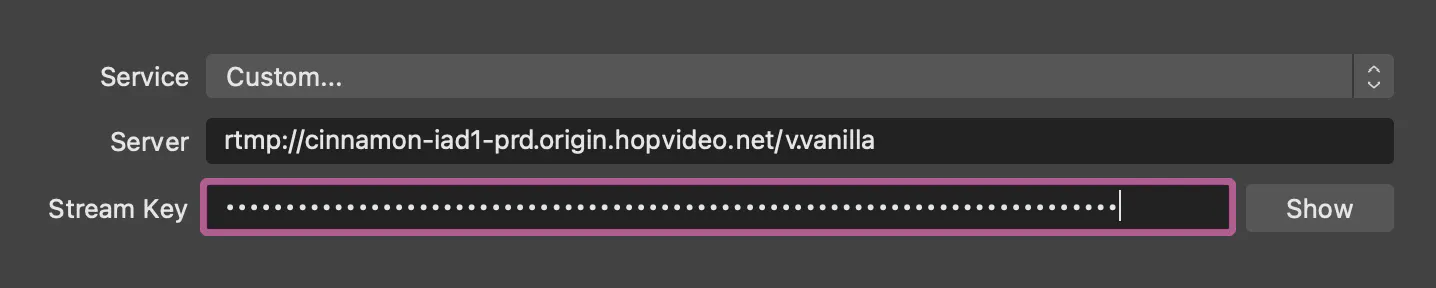 Service Custom...
Server rtmp://cinnamon-iad1-prd.origin.hopvideo.net/v.vanilla
Stream Key •••••••••••••••••••••••••••••••••••••••••••••••••••••••••••••••••••••••••• Show